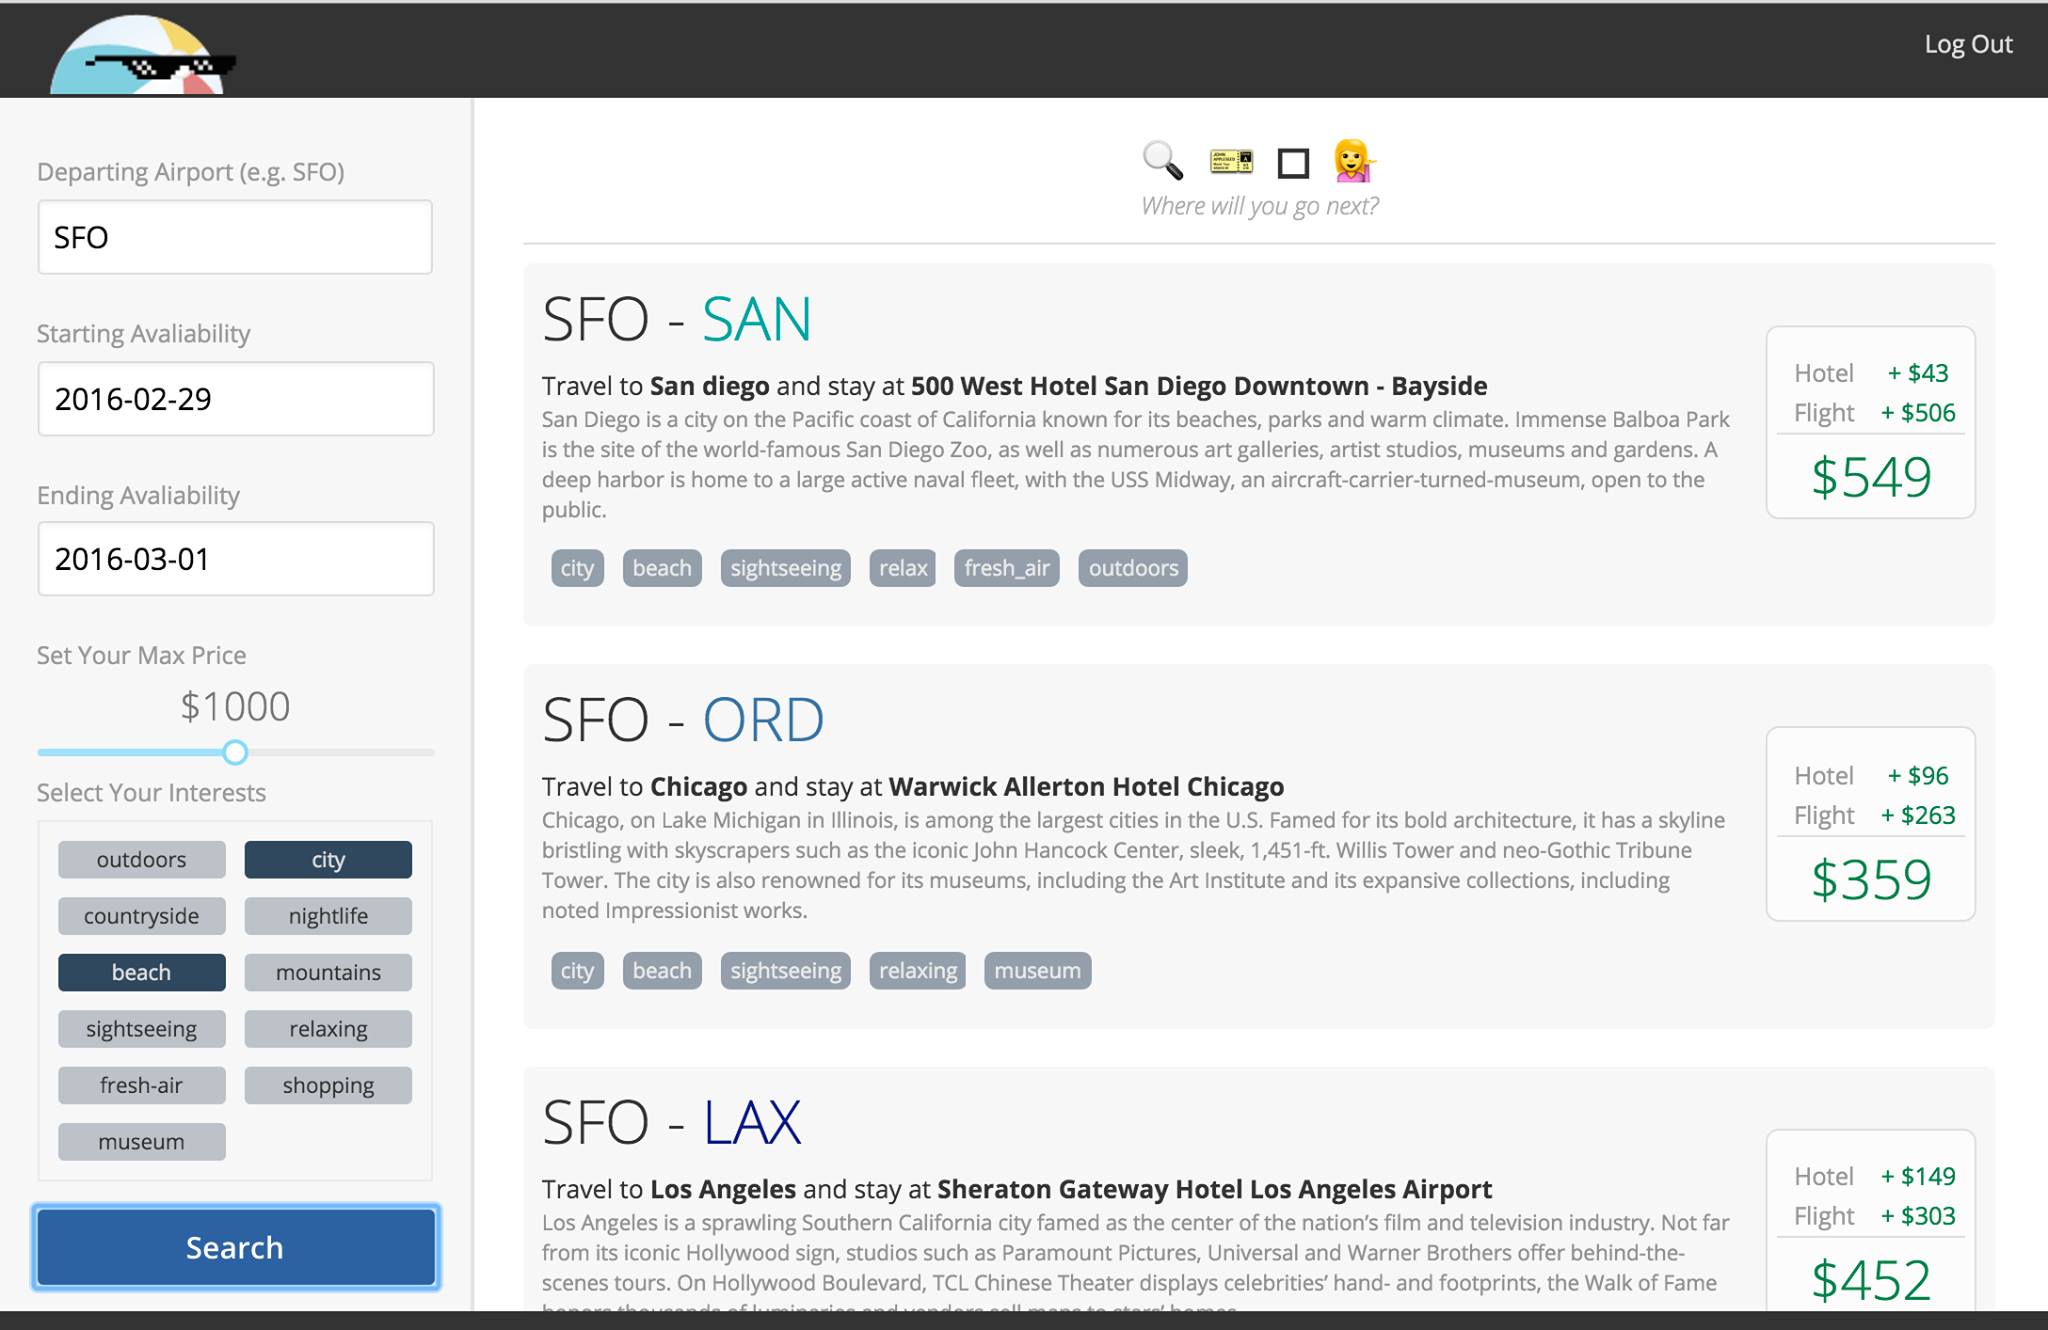 Log Out
Departing Airport (e.g. SFO)
SFO
Starting Avaliability
2016-02-29
Ending Avaliability
2016-03-01
Set Your Max Price
$1000
Select Your Interests
outdoors
city
countryside
nightlife
beach
mountains
sightseeing
relaxing
fresh-air
shopping
museum
Search
Where will you go next?
SFO - SAN
Travel to San diego and stay at 500 West Hotel San Diego Downtown - Bayside
San Diego is a city on the Pacific coast of California known for its beaches, parks and warm climate. Immense Balboa Park
is the site of the world-famous San Diego Zoo, as well as numerous art galleries, artist studios, museums and gardens. A
deep harbor is home to a large active naval fleet, with the USS Midway, an aircraft-carrier-turned-museum, open to the
public.
city beach sightseeing relax fresh_air outdoors
Hotel + $43
Flight + $506
$549
SFO - ORD
Travel to Chicago and stay at Warwick Allerton Hotel Chicago
Chicago, on Lake Michigan in Illinois, is among the largest cities in the U.S. Famed for its bold architecture, it has a skyline
bristling with skyscrapers such as the iconic John Hancock Center, sleek, 1,451-ft. Willis Tower and neo-Gothic Tribune
Tower. The city is also renowned for its museums, including the Art Institute and its expansive collections, including
noted Impressionist works.
city beach sightseeing relaxing museum
Hotel + $96
Flight + $263
$359
SFO - LAX
Travel to Los Angeles and stay at Sheraton Gateway Hotel Los Angeles Airport
Los Angeles is a sprawling Southern California city famed as the center of the nation's film and television industry. Not far
from its iconic Hollywood sign, studios such as Paramount Pictures, Universal and Warner Brothers offer behind-the-
scenes tours. On Hollywood Boulevard, TCL Chinese Theater displays celebrities' hand- and footprints, the Walk of Fame
honors thousands of luminaries and vendors sell maps to stars' homes.
Hotel + $149
Flight + $303
$452